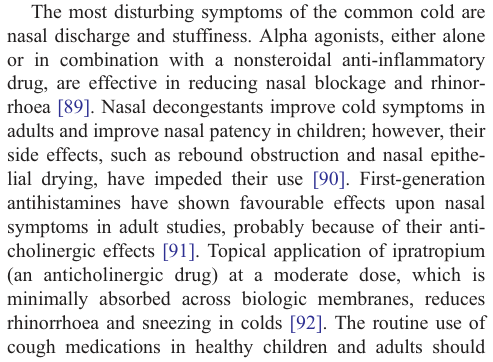 The most disturbing symptoms of the common cold are
nasal discharge and stuffiness. Alpha agonists, either alone
or in combination with a nonsteroidal anti-inflammatory
drug, are effective in reducing nasal blockage and rhinor-
rhoea [89]. Nasal decongestants improve cold symptoms in
adults and improve nasal patency in children; however, their
side effects, such as rebound obstruction and nasal epithe-
lial drying, have impeded their use [90]. First-generation
antihistamines have shown favourable effects upon nasal
symptoms in adult studies, probably because of their anti-
cholinergic effects [91]. Topical application of ipratropium
(an anticholinergic drug) at a moderate dose, which is
minimally absorbed across biologic membranes, reduces
rhinorrhoea and sneezing in colds [92]. The routine use of
cough medications in healthy children and adults should